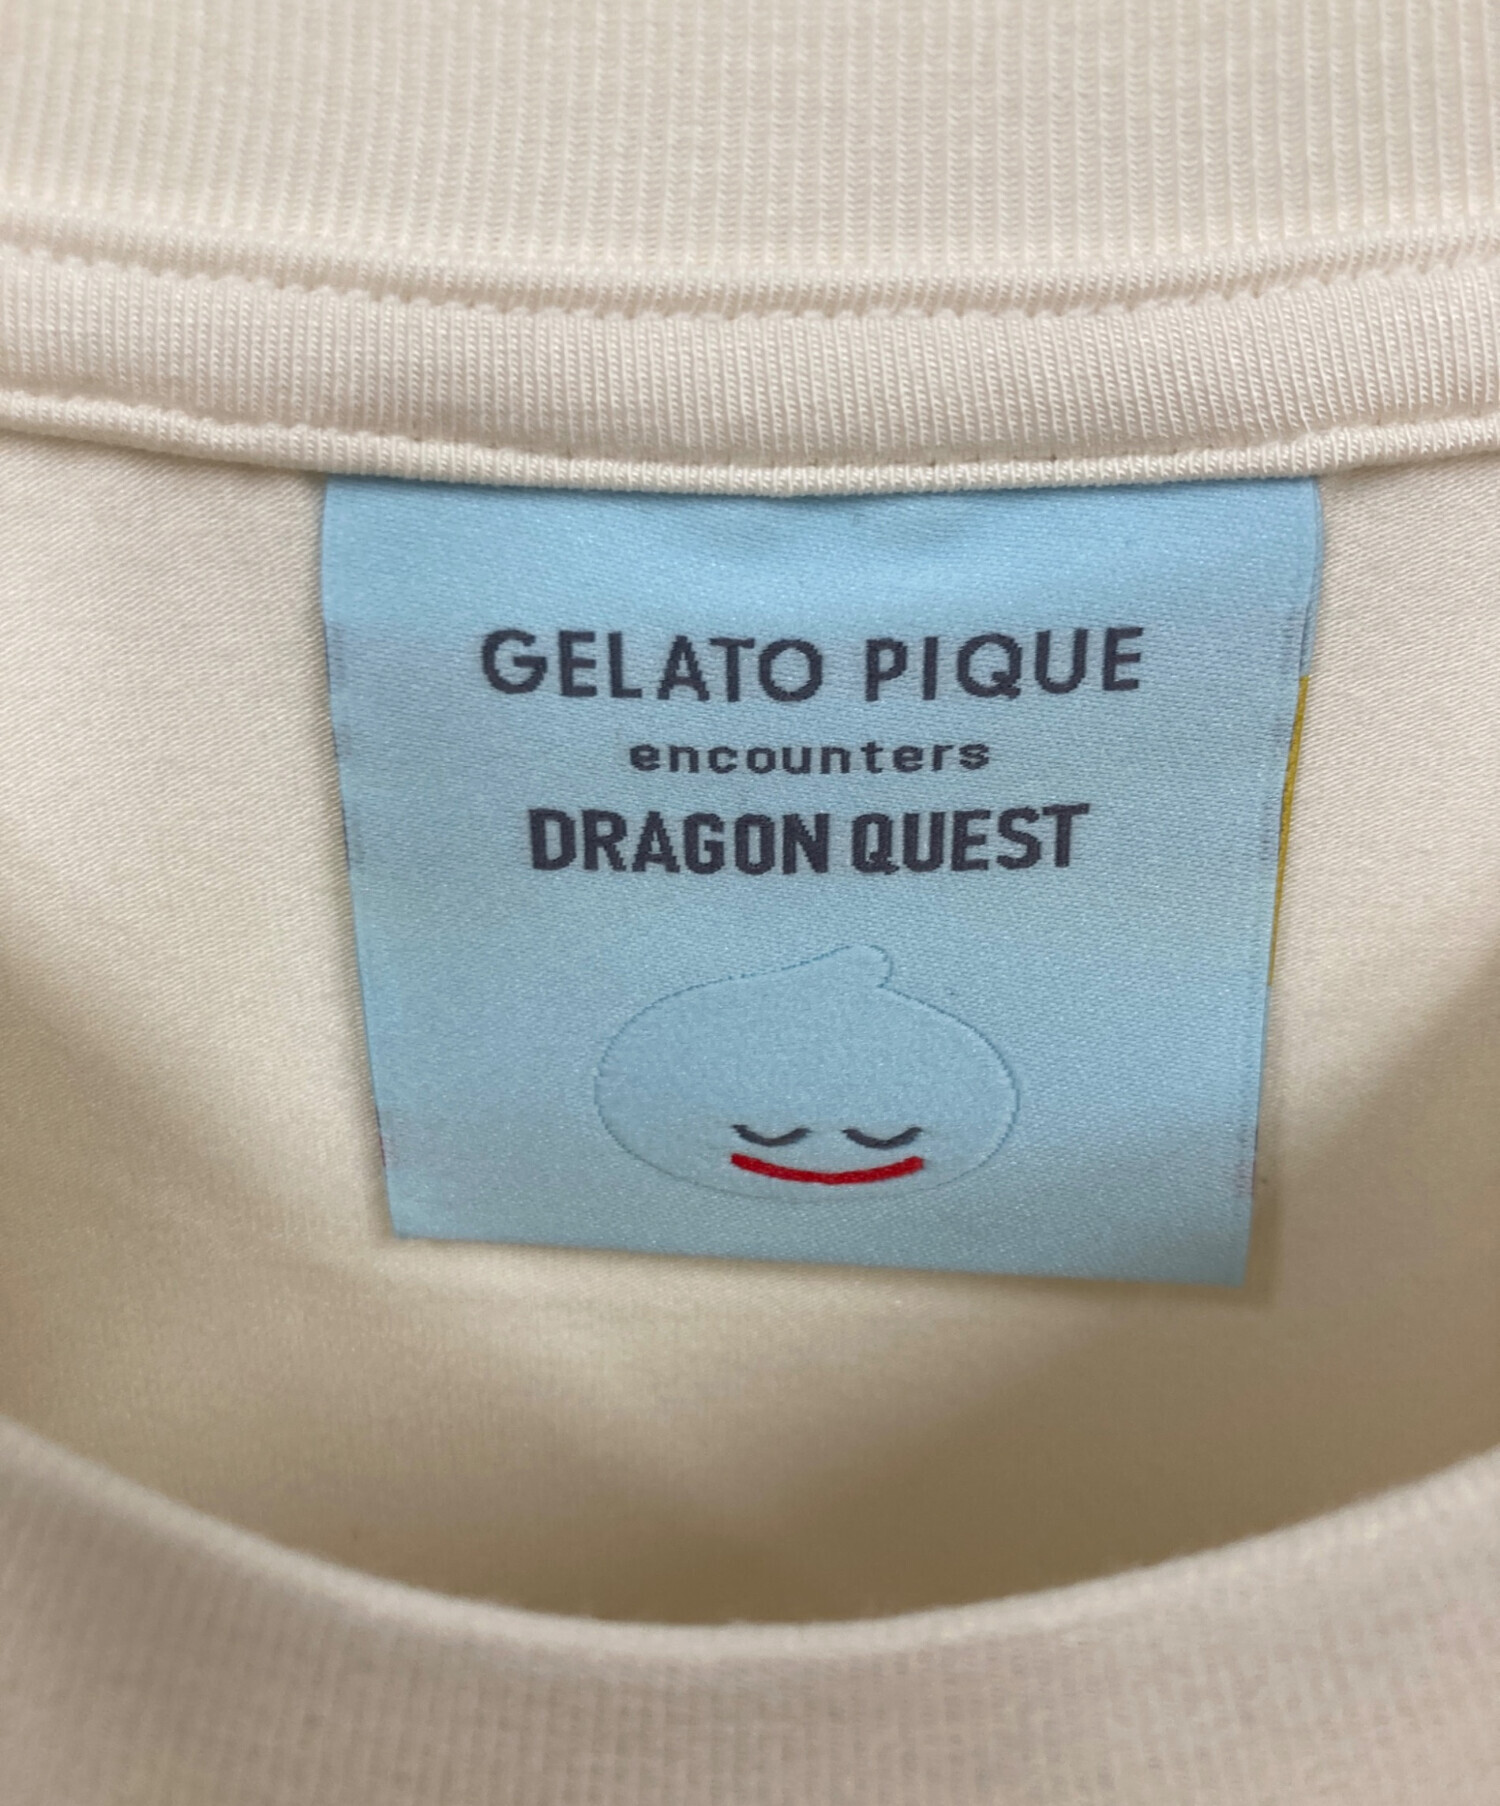 GELATO PIQUE
encounters
DRAGON QUEST